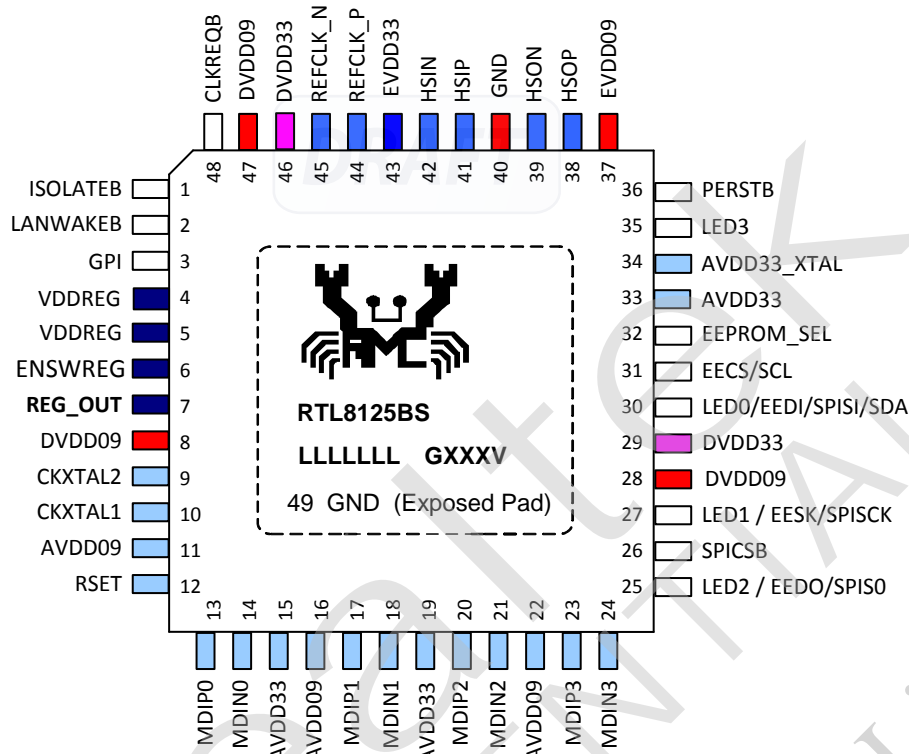 CLKREQB
DVDD09
DVDD33
REFCLK_N
REFCLK_P
EVDD33
HSIN
HSIP
GND
HSON
HSOP
EVDD09
48
47
46
45
44
43
42
41
40
39
38
37
DRAFT
ISOLATEB 1
LANWAKEB 2
GPI 3
VDDREG 4
VDDREG 5
ENSWREG 6
REG_OUT 7
DVDD09 8
CKXTAL2 9
CKXTAL1 10
AVDD09 11
RSET 12
RTL8125BS
LLLLLLL GXXXV
49 GND (Exposed Pad)
36 PERSTB
35 LED3
34 AVDD33_XTAL
33 AVDD33
32 EEPROM_SEL
31 EECS/SCL
30 LED0/EEDI/SPISI/SDA
29 DVDD33
28 DVDD09
27 LED1 / EESK/SPISCK
26 SPICSB
25 LED2 / EEDO/SPIS0
13
14
15
16
17
18
19
20
21
22
23
24
MDIP0
MDIN0
AVDD33
AVDD09
MDIP1
MDIN1
AVDD33
MDIP2
MDIN2
AVDD09
MDIP3
MDIN3